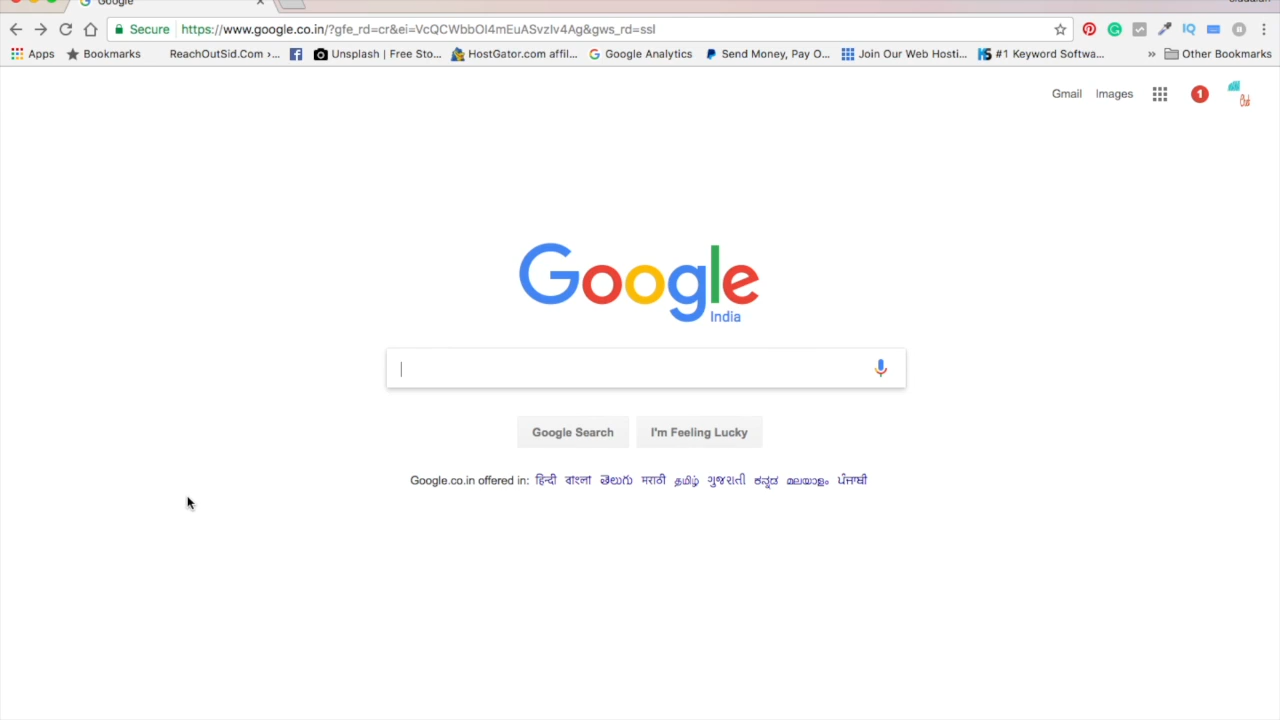 Google
Secure https://www.google.co.in/?gfe_rd=cr&ei=VcQCWbbOI4mEuASvzIv4Ag&gws_rd=ssl
Apps Bookmarks ReachOutSid.Com >... Unsplash | Free Sto... HostGator.com affil... Google Analytics Send Money, Pay O... Join Our Web Hosti... #1 Keyword Softwa... » Other Bookmarks
Gmail Images 1
Google
India
Google Search I'm Feeling Lucky
Google.co.in offered in: हिन्दी বাংলা తెలుగు मराठी தமிழ் ગુજરાતી ಕನ್ನಡ മലയാളം ਪੰਜਾਬੀ